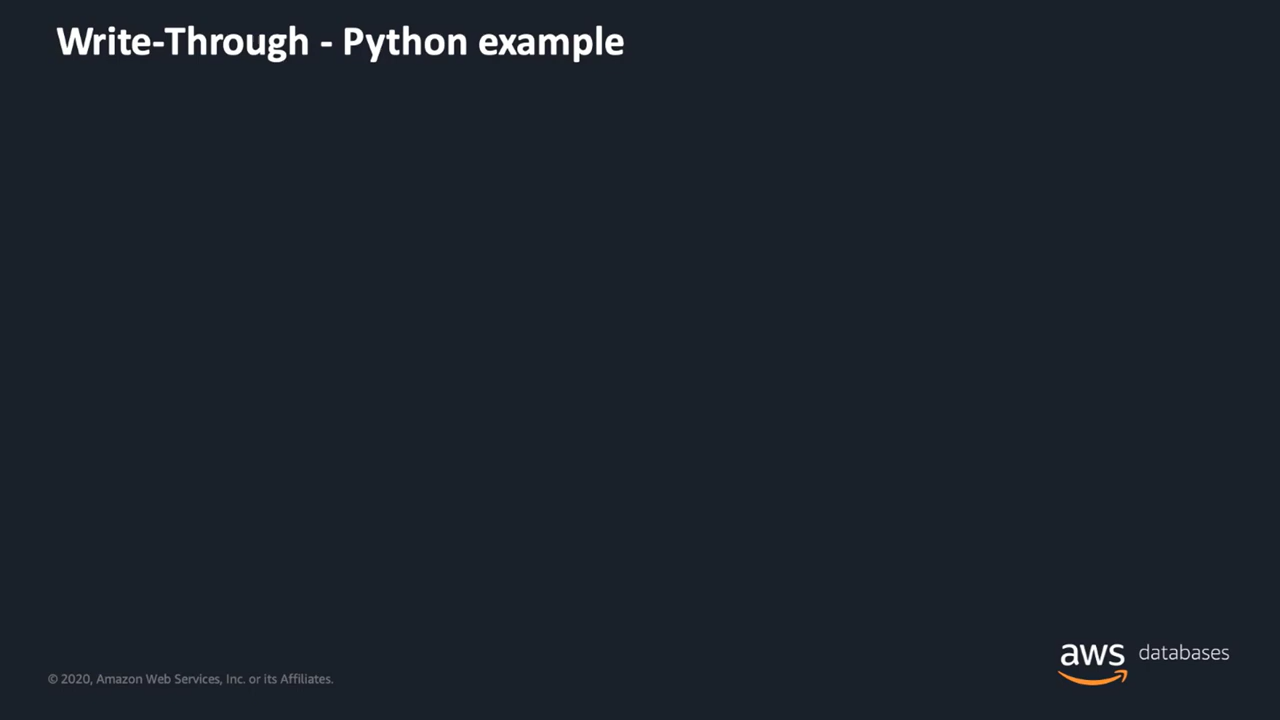 Write-Through - Python example
aws databases
© 2020, Amazon Web Services, Inc. or its Affiliates.